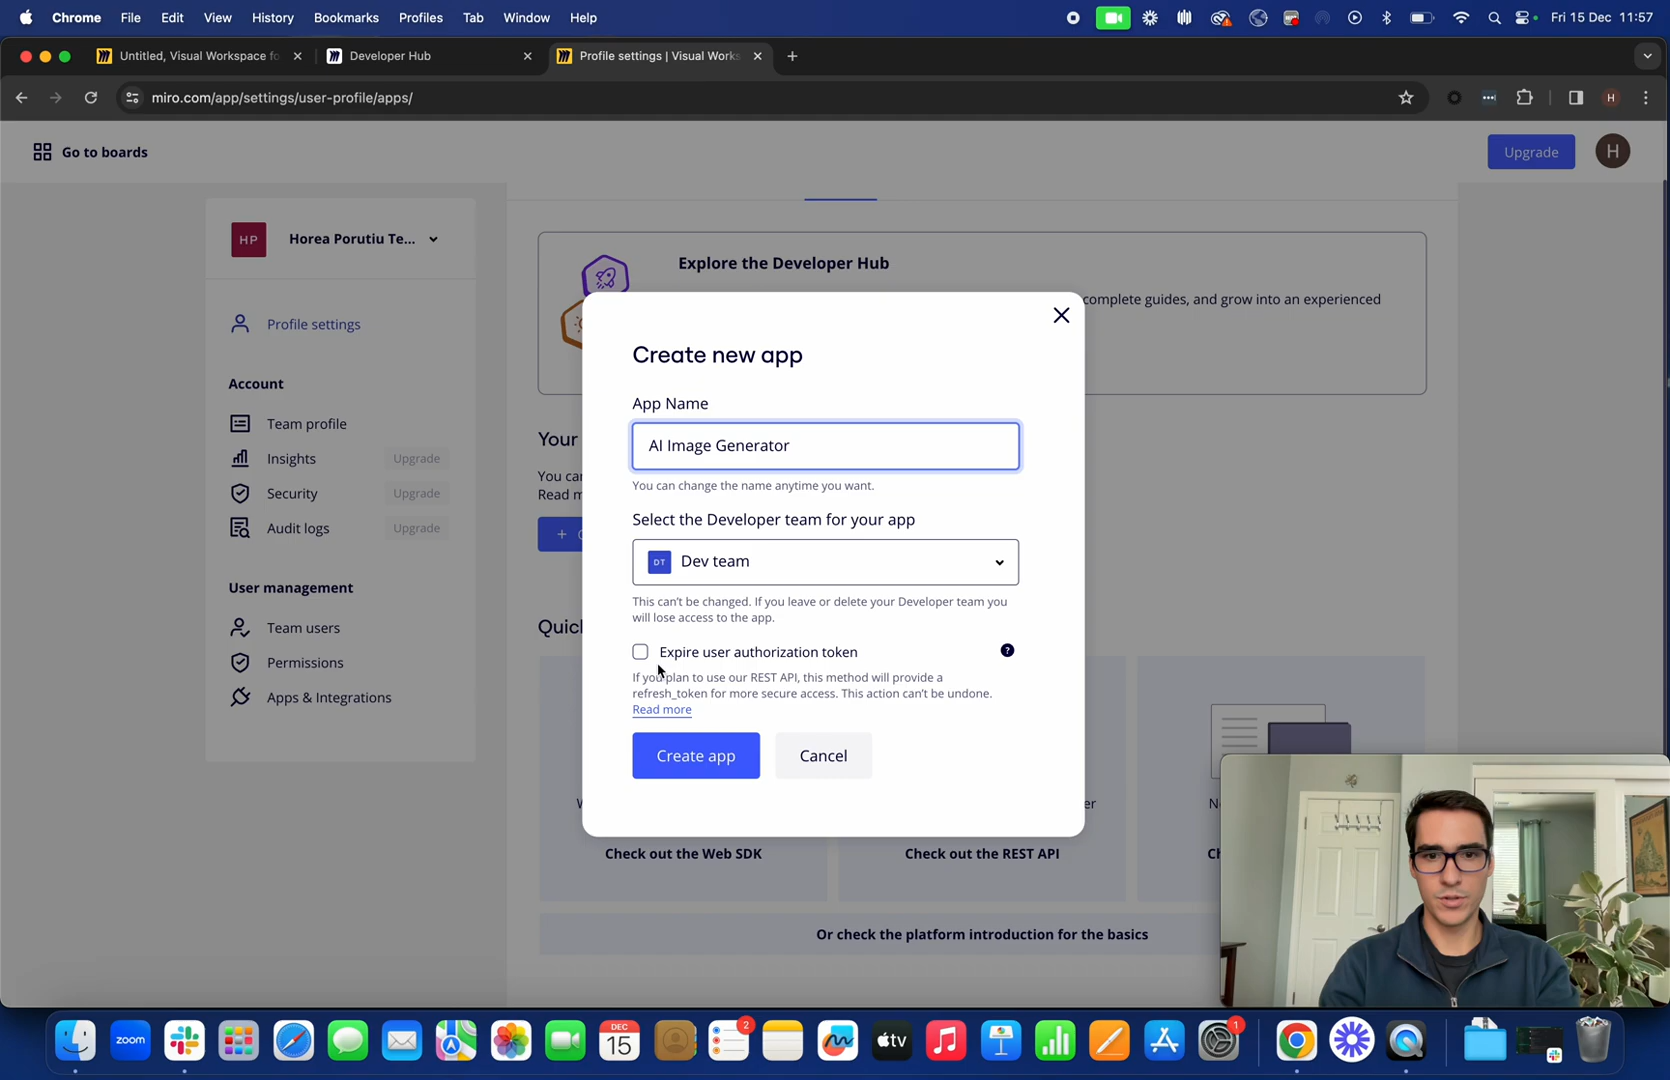 Chrome File Edit View History Bookmarks Profiles Tab Window Help Fri 15 Dec 11:57
Untitled, Visual Workspace fo Developer Hub Profile settings | Visual Works
miro.com/app/settings/user-profile/apps/ H
Go to boards Upgrade H
HP Horea Porutiu Te...
Profile settings
Account
Team profile
Insights Upgrade
Security Upgrade
Audit logs Upgrade
User management
Team users
Permissions
Apps & Integrations
Explore the Developer Hub
complete guides, and grow into an experienced
Your
You can
Read m
+
Quic
Create new app
App Name
AI Image Generator
You can change the name anytime you want.
Select the Developer team for your app
DT Dev team
This can't be changed. If you leave or delete your Developer team you
will lose access to the app.
Expire user authorization token ?
If you plan to use our REST API, this method will provide a
refresh_token for more secure access. This action can't be undone.
Read more
Create app Cancel
Check out the Web SDK Check out the REST API
Or check the platform introduction for the basics
zoom DEC 15 2 tv 1